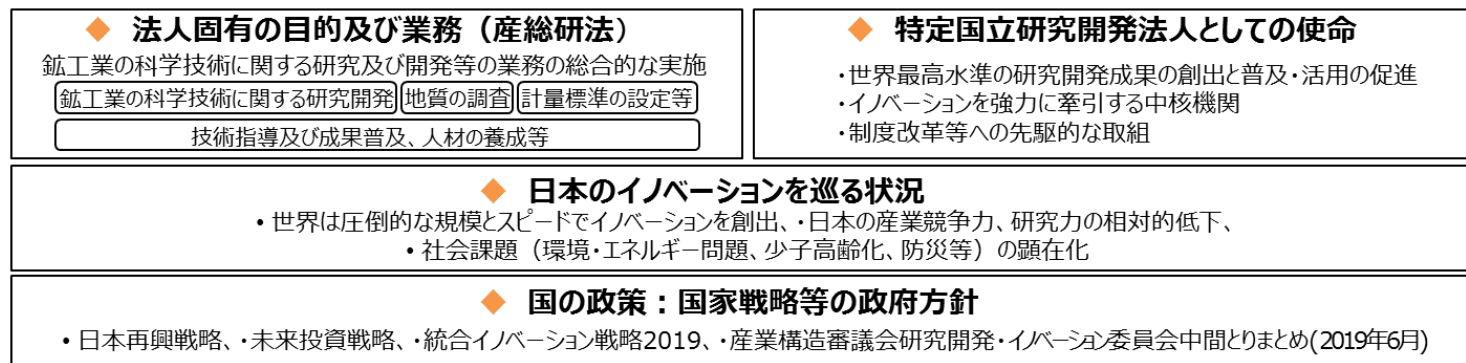 ◆ 法人固有の目的及び業務（産総研法）
鉱工業の科学技術に関する研究及び開発等の業務の総合的な実施
鉱工業の科学技術に関する研究開発 地質の調査 計量標準の設定等
技術指導及び成果普及、人材の養成等
◆ 特定国立研究開発法人としての使命
・世界最高水準の研究開発成果の創出と普及・活用の促進
・イノベーションを強力に牽引する中核機関
・制度改革等への先駆的な取組
◆ 日本のイノベーションを巡る状況
• 世界は圧倒的な規模とスピードでイノベーションを創出、・日本の産業競争力、研究力の相対的低下、
• 社会課題（環境・エネルギー問題、少子高齢化、防災等）の顕在化
◆ 国の政策：国家戦略等の政府方針
• 日本再興戦略、・未来投資戦略、・統合イノベーション戦略2019、・産業構造審議会研究開発・イノベーション委員会中間とりまとめ(2019年6月)